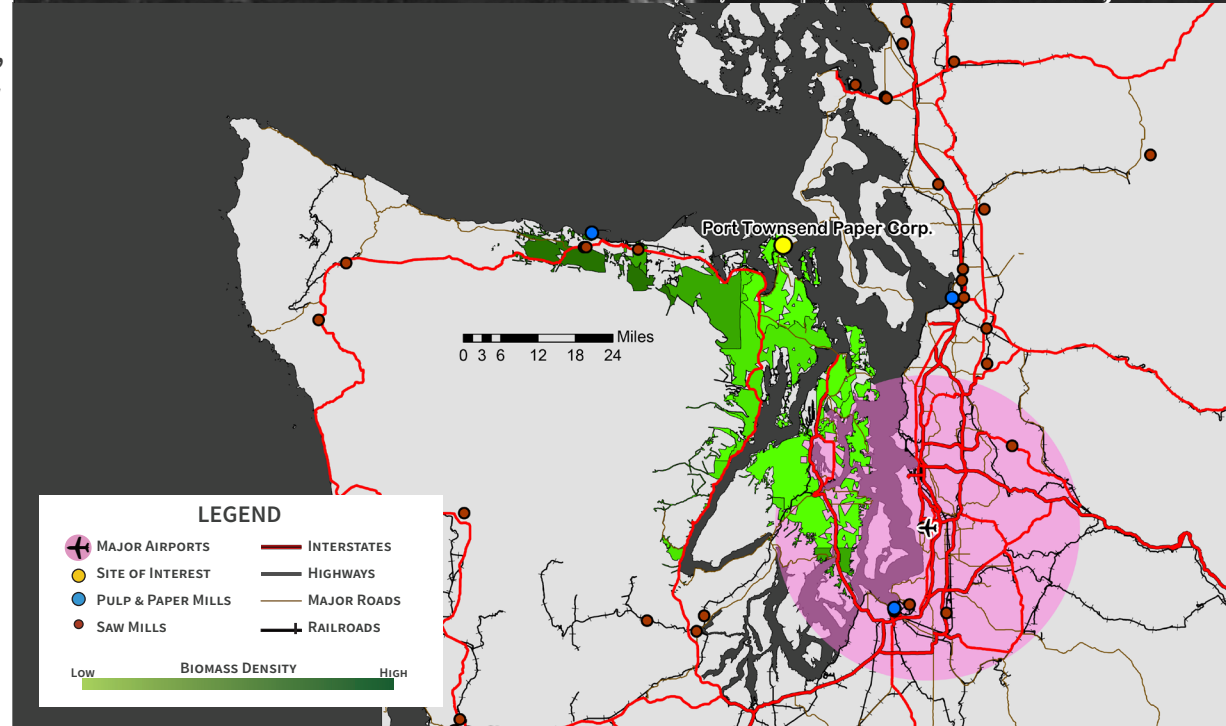 Port Townsend Paper Corp.
Miles
0 3 6 12 18 24
LEGEND
MAJOR AIRPORTS
INTERSTATES
SITE OF INTEREST
HIGHWAYS
PULP & PAPER MILLS
MAJOR ROADS
SAW MILLS
RAILROADS
BIOMASS DENSITY
LOW
HIGH